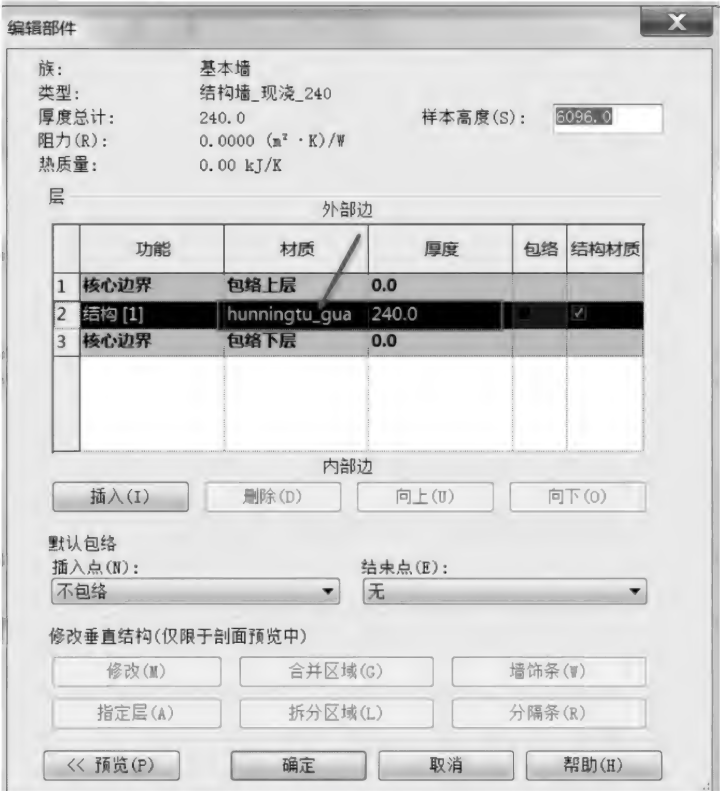 编辑部件
X
族： 基本墙
类型： 结构墙_现浇_240
厚度总计： 240.0 样本高度(S)： 6096.0
阻力(R)： 0.0000 (m²·K)/W
热质量： 0.00 kJ/K
层
外部边
功能 材质 厚度 包络 结构材质
1 核心边界 包络上层 0.0
2 结构 [1] hunningtu_gua 240.0
3 核心边界 包络下层 0.0
内部边
插入(I) 删除(D) 向上(U) 向下(O)
默认包络
插入点(N)： 结束点(E)：
不包络 无
修改垂直结构(仅限于剖面预览中)
修改(M) 合并区域(G) 墙饰条(W)
指定层(A) 拆分区域(L) 分隔条(R)
<< 预览(P) 确定 取消 帮助(H)